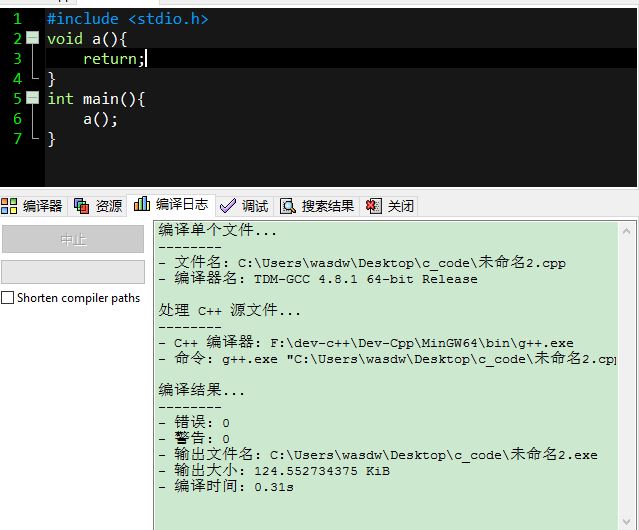 1 #include <stdio.h>
2 void a(){
3 return;
4 }
5 int main(){
6 a();
7 }
编译器 资源 编译日志 调试 搜索结果 关闭
中止
Shorten compiler paths
编译单个文件...
--------
- 文件名: C:\Users\wasdw\Desktop\c_code\未命名2.cpp
- 编译器名: TDM-GCC 4.8.1 64-bit Release
处理 C++ 源文件...
--------
- C++ 编译器: F:\dev-c++\Dev-Cpp\MinGW64\bin\g++.exe
- 命令: g++.exe "C:\Users\wasdw\Desktop\c_code\未命名2.cpp
编译结果...
--------
- 错误: 0
- 警告: 0
- 输出文件名: C:\Users\wasdw\Desktop\c_code\未命名2.exe
- 输出大小: 124.552734375 KiB
- 编译时间: 0.31s